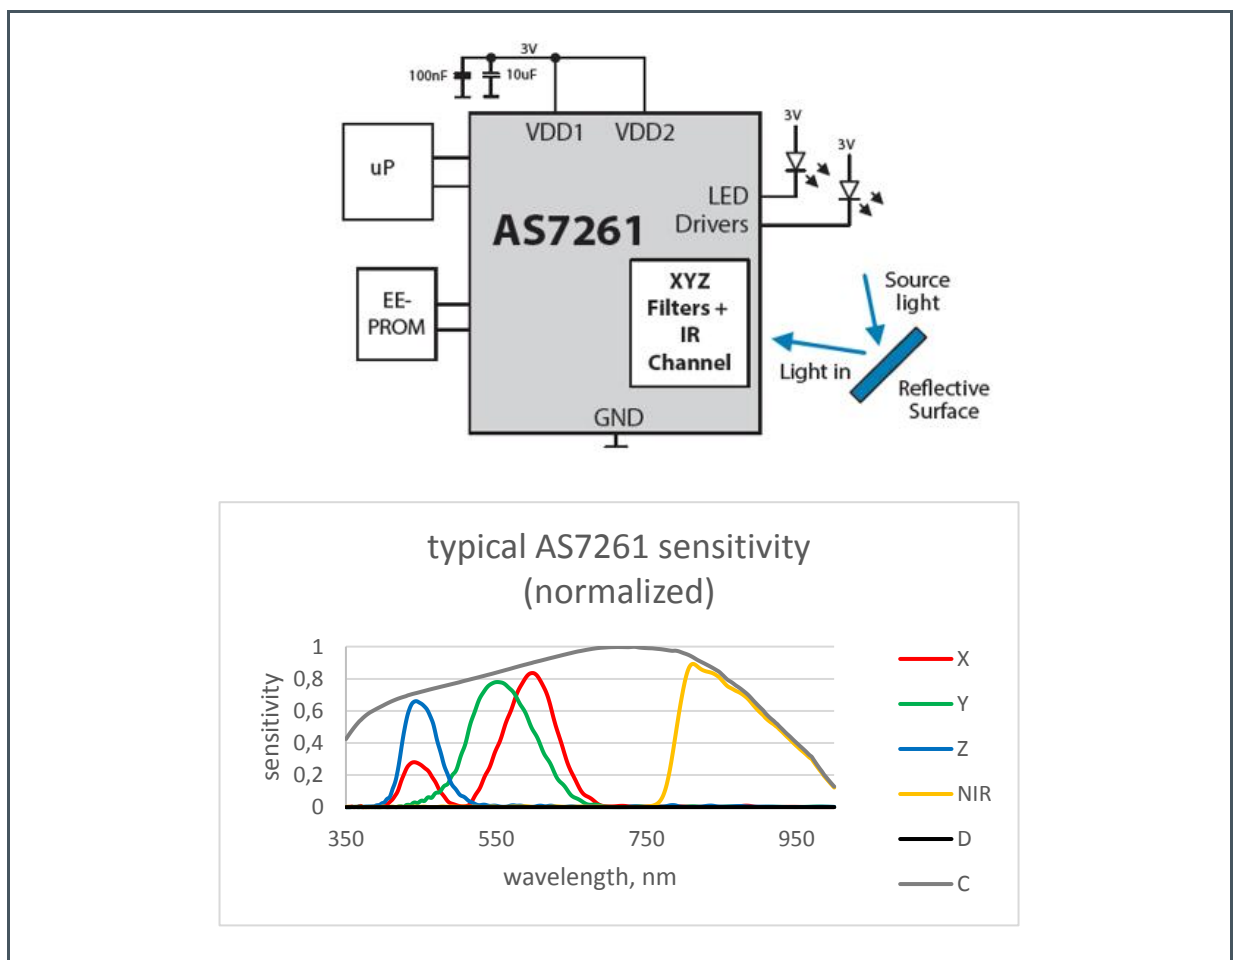 3V
100nF
10uF
VDD1 VDD2
3V
3V
uP
LED
Drivers
AS7261
EE-
PROM
XYZ
Filters +
IR
Channel
Source
light
Light in
Reflective
Surface
GND
typical AS7261 sensitivity
(normalized)
sensitivity
1
0,8
0,6
0,4
0,2
0
350 550 750 950
wavelength, nm
X
Y
Z
NIR
D
C